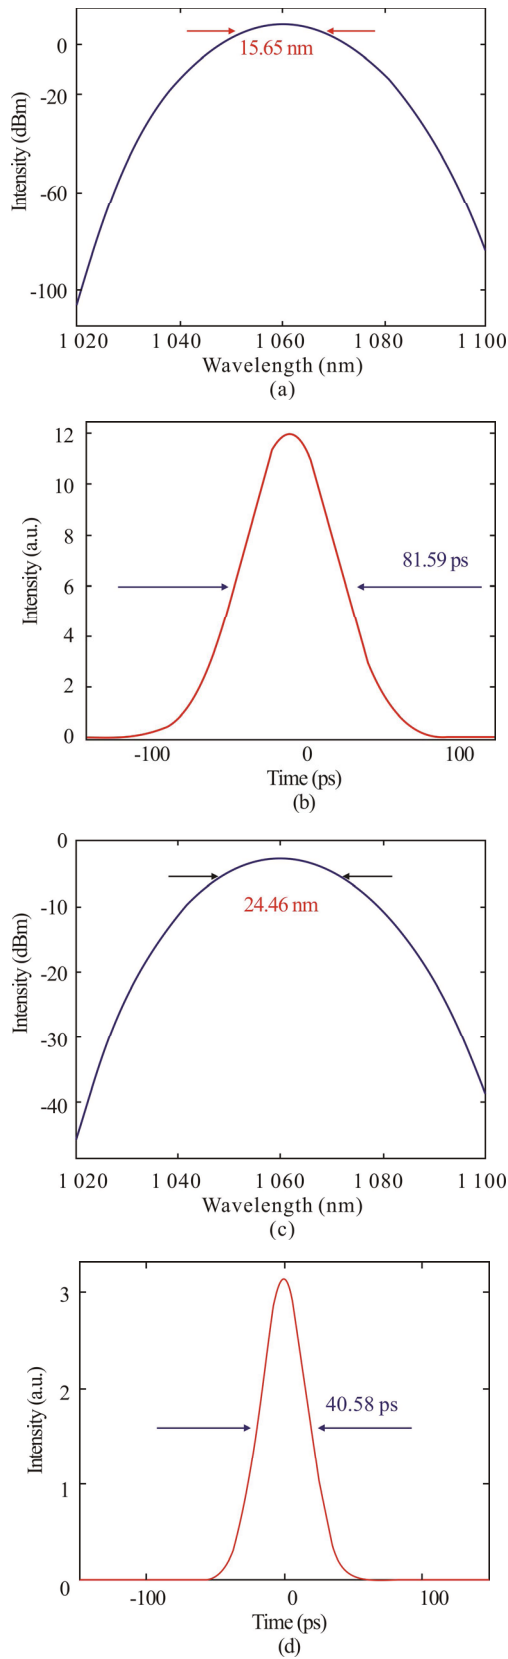 0
-20
-60
-100
Intensity (dBm)
15.65 nm
1 020 1 040 1 060 1 080 1 100
Wavelength (nm)
(a)
12
10
8
6
4
2
0
Intensity (a.u.)
81.59 ps
-100 0 100
Time (ps)
(b)
0
-10
-20
-30
-40
Intensity (dBm)
24.46 nm
1 020 1 040 1 060 1 080 1 100
Wavelength (nm)
(c)
3
2
1
0
Intensity (a.u.)
40.58 ps
-100 0 100
Time (ps)
(d)